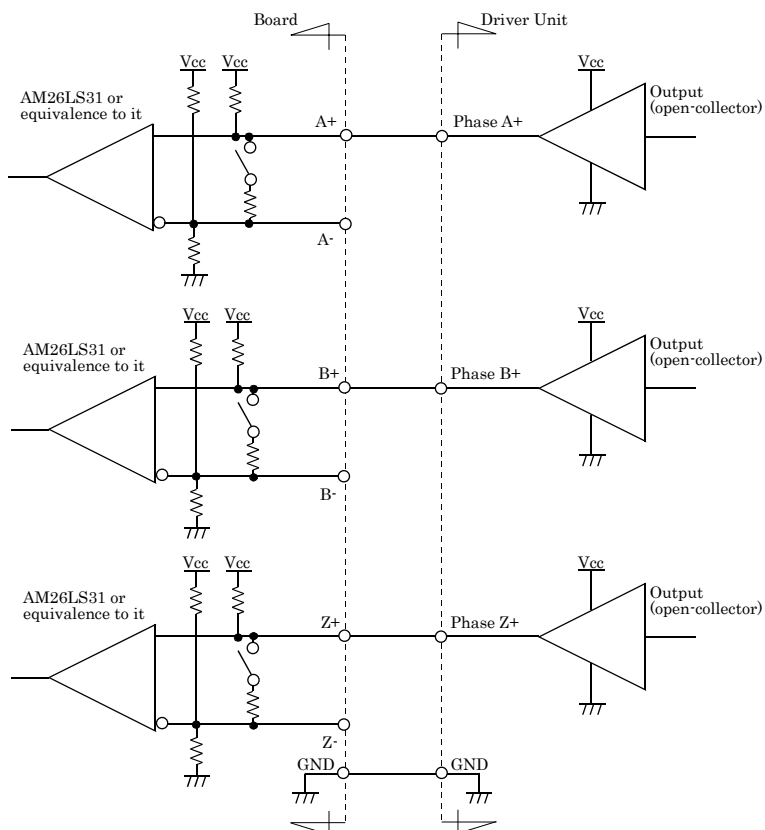 Board
Driver Unit
Vcc
Vcc
Vcc
AM26LS31 or
equivalence to it
Output
(open-collector)
A+
Phase A+
A-
Vcc
Vcc
Vcc
AM26LS31 or
equivalence to it
Output
(open-collector)
B+
Phase B+
B-
Vcc
Vcc
Vcc
AM26LS31 or
equivalence to it
Output
(open-collector)
Z+
Phase Z+
Z-
GND
GND